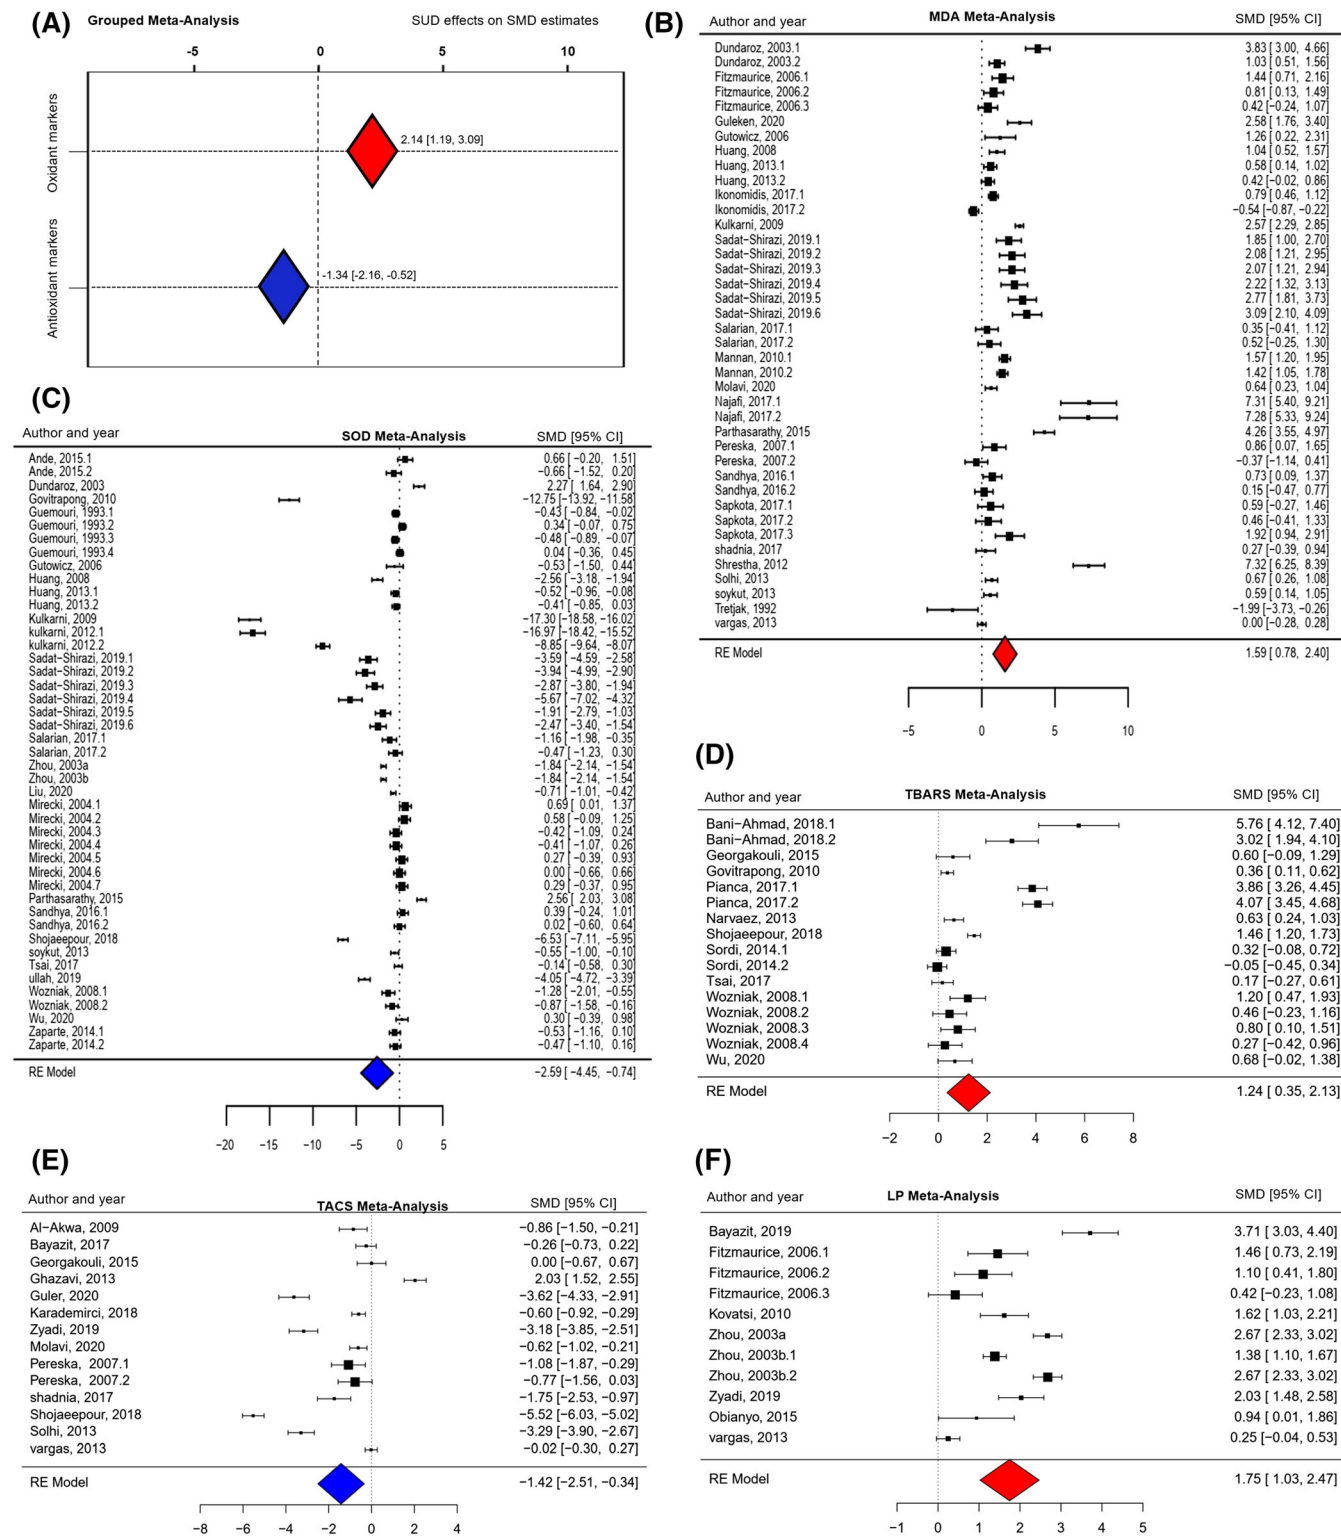 (A)
Grouped Meta-Analysis SUD effects on SMD estimates
-5 0 5 10
Oxidant markers
2.14 [1.19, 3.09]
Antioxidant markers
-1.34 [-2.16, -0.52]
(B)
Author and year MDA Meta-Analysis SMD [95% CI]
Dundaroz, 2003.1 3.83 [ 3.00, 4.66]
Dundaroz, 2003.2 1.03 [ 0.51, 1.56]
Fitzmaurice, 2006.1 1.44 [ 0.71, 2.16]
Fitzmaurice, 2006.2 0.81 [ 0.13, 1.49]
Fitzmaurice, 2006.3 0.42 [−0.24, 1.07]
Guleken, 2020 2.58 [ 1.76, 3.40]
Gutowicz, 2006 1.26 [ 0.22, 2.31]
Huang, 2008 1.04 [ 0.52, 1.57]
Huang, 2013.1 0.58 [ 0.14, 1.02]
Huang, 2013.2 0.42 [−0.02, 0.86]
Ikonomidis, 2017.1 0.79 [ 0.46, 1.12]
Ikonomidis, 2017.2 −0.54 [−0.87, −0.22]
Kulkarni, 2009 2.57 [ 2.29, 2.85]
Sadat−Shirazi, 2019.1 1.85 [ 1.00, 2.70]
Sadat−Shirazi, 2019.2 2.08 [ 1.21, 2.95]
Sadat−Shirazi, 2019.3 2.07 [ 1.21, 2.94]
Sadat−Shirazi, 2019.4 2.22 [ 1.32, 3.13]
Sadat−Shirazi, 2019.5 2.77 [ 1.81, 3.73]
Sadat−Shirazi, 2019.6 3.09 [ 2.10, 4.09]
Salarian, 2017.1 0.35 [−0.41, 1.12]
Salarian, 2017.2 0.52 [−0.25, 1.30]
Mannan, 2010.1 1.57 [ 1.20, 1.95]
Mannan, 2010.2 1.42 [ 1.05, 1.78]
Molavi, 2020 0.64 [ 0.23, 1.04]
Najafi, 2017.1 7.31 [ 5.40, 9.21]
Najafi, 2017.2 7.28 [ 5.33, 9.24]
Parthasarathy, 2015 4.26 [ 3.55, 4.97]
Pereska, 2007.1 0.86 [ 0.07, 1.65]
Pereska, 2007.2 −0.37 [−1.14, 0.41]
Sandhya, 2016.1 0.73 [ 0.09, 1.37]
Sandhya, 2016.2 0.15 [−0.47, 0.77]
Sapkota, 2017.1 0.59 [−0.27, 1.46]
Sapkota, 2017.2 0.46 [−0.41, 1.33]
Sapkota, 2017.3 1.92 [ 0.94, 2.91]
shadnia, 2017 0.27 [−0.39, 0.94]
Shrestha, 2012 7.32 [ 6.25, 8.39]
Solhi, 2013 0.67 [ 0.26, 1.08]
soykut, 2013 0.59 [ 0.14, 1.05]
Tretjak, 1992 −1.99 [−3.73, −0.26]
vargas, 2013 0.00 [−0.28, 0.28]
RE Model 1.59 [ 0.78, 2.40]
−5 0 5 10
(C)
Author and year SOD Meta-Analysis SMD [95% CI]
Ande, 2015.1 0.66 [ −0.20, 1.51]
Ande, 2015.2 −0.66 [ −1.52, 0.20]
Dundaroz, 2003 2.27 [ 1.64, 2.90]
Govitrapong, 2010 −12.75 [−13.92, −11.58]
Guemouri, 1993.1 −0.43 [ −0.84, −0.02]
Guemouri, 1993.2 0.34 [ −0.07, 0.75]
Guemouri, 1993.3 −0.48 [ −0.89, −0.07]
Guemouri, 1993.4 0.04 [ −0.36, 0.45]
Gutowicz, 2006 −0.53 [ −1.50, 0.44]
Huang, 2008 −2.56 [ −3.18, −1.94]
Huang, 2013.1 −0.52 [ −0.96, −0.08]
Huang, 2013.2 −0.41 [ −0.85, 0.03]
Kulkarni, 2009 −17.30 [−18.58, −16.02]
kulkarni, 2012.1 −16.97 [−18.42, −15.52]
kulkarni, 2012.2 −8.85 [ −9.64, −8.07]
Sadat−Shirazi, 2019.1 −3.59 [ −4.59, −2.58]
Sadat−Shirazi, 2019.2 −3.94 [ −4.99, −2.90]
Sadat−Shirazi, 2019.3 −2.87 [ −3.80, −1.94]
Sadat−Shirazi, 2019.4 −5.67 [ −7.02, −4.32]
Sadat−Shirazi, 2019.5 −1.91 [ −2.79, −1.03]
Sadat−Shirazi, 2019.6 −2.47 [ −3.40, −1.54]
Salarian, 2017.1 −1.16 [ −1.98, −0.35]
Salarian, 2017.2 −0.47 [ −1.23, 0.30]
Zhou, 2003a −1.84 [ −2.14, −1.54]
Zhou, 2003b −1.84 [ −2.14, −1.54]
Liu, 2020 −0.71 [ −1.01, −0.42]
Mirecki, 2004.1 0.69 [ 0.01, 1.37]
Mirecki, 2004.2 0.58 [ −0.09, 1.25]
Mirecki, 2004.3 −0.42 [ −1.09, 0.24]
Mirecki, 2004.4 −0.41 [ −1.07, 0.26]
Mirecki, 2004.5 0.27 [ −0.39, 0.93]
Mirecki, 2004.6 0.00 [ −0.66, 0.66]
Mirecki, 2004.7 0.29 [ −0.37, 0.95]
Parthasarathy, 2015 2.56 [ 2.03, 3.08]
Sandhya, 2016.1 0.39 [ −0.24, 1.01]
Sandhya, 2016.2 0.02 [ −0.60, 0.64]
Shojaeepour, 2018 −6.53 [ −7.11, −5.95]
soykut, 2013 −0.55 [ −1.00, −0.10]
Tsai, 2017 −0.14 [ −0.58, 0.30]
ullah, 2019 −4.05 [ −4.72, −3.39]
Wozniak, 2008.1 −1.28 [ −2.01, −0.55]
Wozniak, 2008.2 −0.87 [ −1.58, −0.16]
Wu, 2020 0.30 [ −0.39, 0.98]
Zaparte, 2014.1 −0.53 [ −1.16, 0.10]
Zaparte, 2014.2 −0.47 [ −1.10, 0.16]
RE Model −2.59 [ −4.45, −0.74]
−20 −15 −10 −5 0 5
(D)
Author and year TBARS Meta-Analysis SMD [95% CI]
Bani−Ahmad, 2018.1 5.76 [ 4.12, 7.40]
Bani−Ahmad, 2018.2 3.02 [ 1.94, 4.10]
Georgakouli, 2015 0.60 [−0.09, 1.29]
Govitrapong, 2010 0.36 [ 0.11, 0.62]
Pianca, 2017.1 3.86 [ 3.26, 4.45]
Pianca, 2017.2 4.07 [ 3.45, 4.68]
Narvaez, 2013 0.63 [ 0.24, 1.03]
Shojaeepour, 2018 1.46 [ 1.20, 1.73]
Sordi, 2014.1 0.32 [−0.08, 0.72]
Sordi, 2014.2 −0.05 [−0.45, 0.34]
Tsai, 2017 0.17 [−0.27, 0.61]
Wozniak, 2008.1 1.20 [ 0.47, 1.93]
Wozniak, 2008.2 0.46 [−0.23, 1.16]
Wozniak, 2008.3 0.80 [ 0.10, 1.51]
Wozniak, 2008.4 0.27 [−0.42, 0.96]
Wu, 2020 0.68 [−0.02, 1.38]
RE Model 1.24 [ 0.35, 2.13]
−2 0 2 4 6 8
(E)
Author and year TACS Meta-Analysis SMD [95% CI]
Al−Akwa, 2009 −0.86 [−1.50, −0.21]
Bayazit, 2017 −0.26 [−0.73, 0.22]
Georgakouli, 2015 0.00 [−0.67, 0.67]
Ghazavi, 2013 2.03 [ 1.52, 2.55]
Guler, 2020 −3.62 [−4.33, −2.91]
Karademirci, 2018 −0.60 [−0.92, −0.29]
Zyadi, 2019 −3.18 [−3.85, −2.51]
Molavi, 2020 −0.62 [−1.02, −0.21]
Pereska, 2007.1 −1.08 [−1.87, −0.29]
Pereska, 2007.2 −0.77 [−1.56, 0.03]
shadnia, 2017 −1.75 [−2.53, −0.97]
Shojaeepour, 2018 −5.52 [−6.03, −5.02]
Solhi, 2013 −3.29 [−3.90, −2.67]
vargas, 2013 −0.02 [−0.30, 0.27]
RE Model −1.42 [−2.51, −0.34]
−8 −6 −4 −2 0 2 4
(F)
Author and year LP Meta-Analysis SMD [95% CI]
Bayazit, 2019 3.71 [ 3.03, 4.40]
Fitzmaurice, 2006.1 1.46 [ 0.73, 2.19]
Fitzmaurice, 2006.2 1.10 [ 0.41, 1.80]
Fitzmaurice, 2006.3 0.42 [−0.23, 1.08]
Kovatsi, 2010 1.62 [ 1.03, 2.21]
Zhou, 2003a 2.67 [ 2.33, 3.02]
Zhou, 2003b.1 1.38 [ 1.10, 1.67]
Zhou, 2003b.2 2.67 [ 2.33, 3.02]
Zyadi, 2019 2.03 [ 1.48, 2.58]
Obianyo, 2015 0.94 [ 0.01, 1.86]
vargas, 2013 0.25 [−0.04, 0.53]
RE Model 1.75 [ 1.03, 2.47]
−1 0 1 2 3 4 5